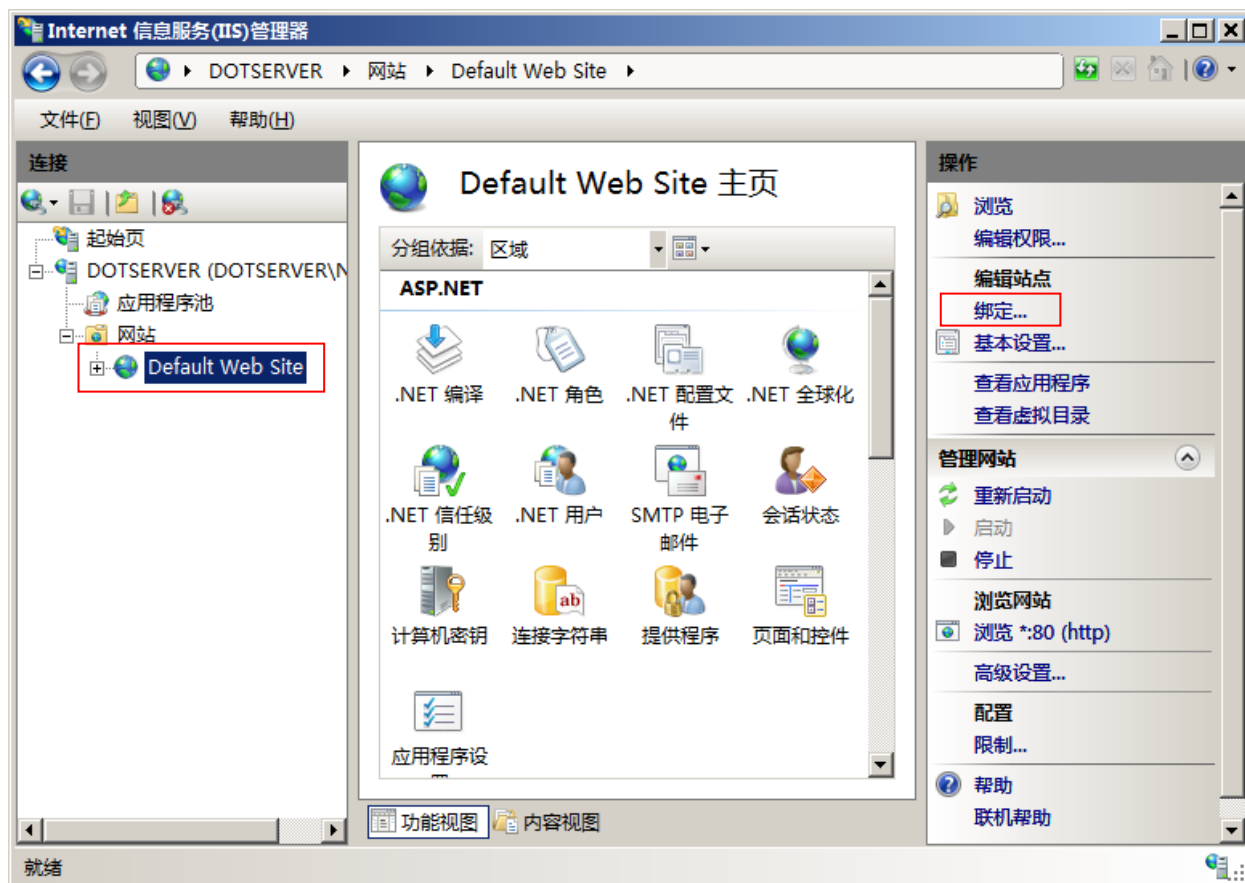 Internet 信息服务(IIS)管理器
DOTSERVER 网站 Default Web Site
文件(F) 视图(V) 帮助(H)
连接
起始页
DOTSERVER (DOTSERVER\
应用程序池
网站
Default Web Site
Default Web Site 主页
分组依据: 区域
ASP.NET
.NET 编译
.NET 角色
.NET 配置文
件
.NET 全球化
.NET 信任级
别
.NET 用户
SMTP 电子
邮件
会话状态
ab
计算机密钥
连接字符串
提供程序
页面和控件
应用程序设
功能视图
内容视图
操作
浏览
编辑权限...
编辑站点
绑定...
基本设置...
查看应用程序
查看虚拟目录
管理网站
重新启动
启动
停止
浏览网站
浏览 *:80 (http)
高级设置...
配置
限制...
帮助
联机帮助
就绪